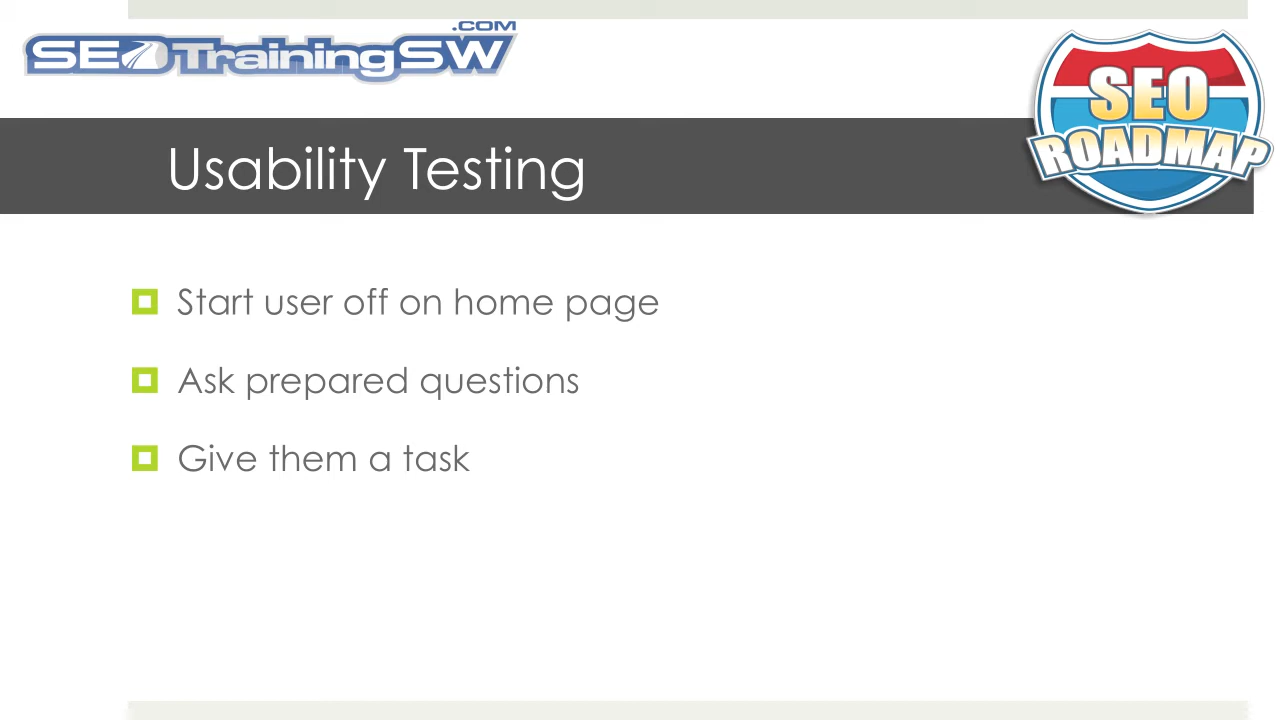 .COM
SEOTrainingSW
SEO
ROADMAP
Usability Testing
Start user off on home page
Ask prepared questions
Give them a task